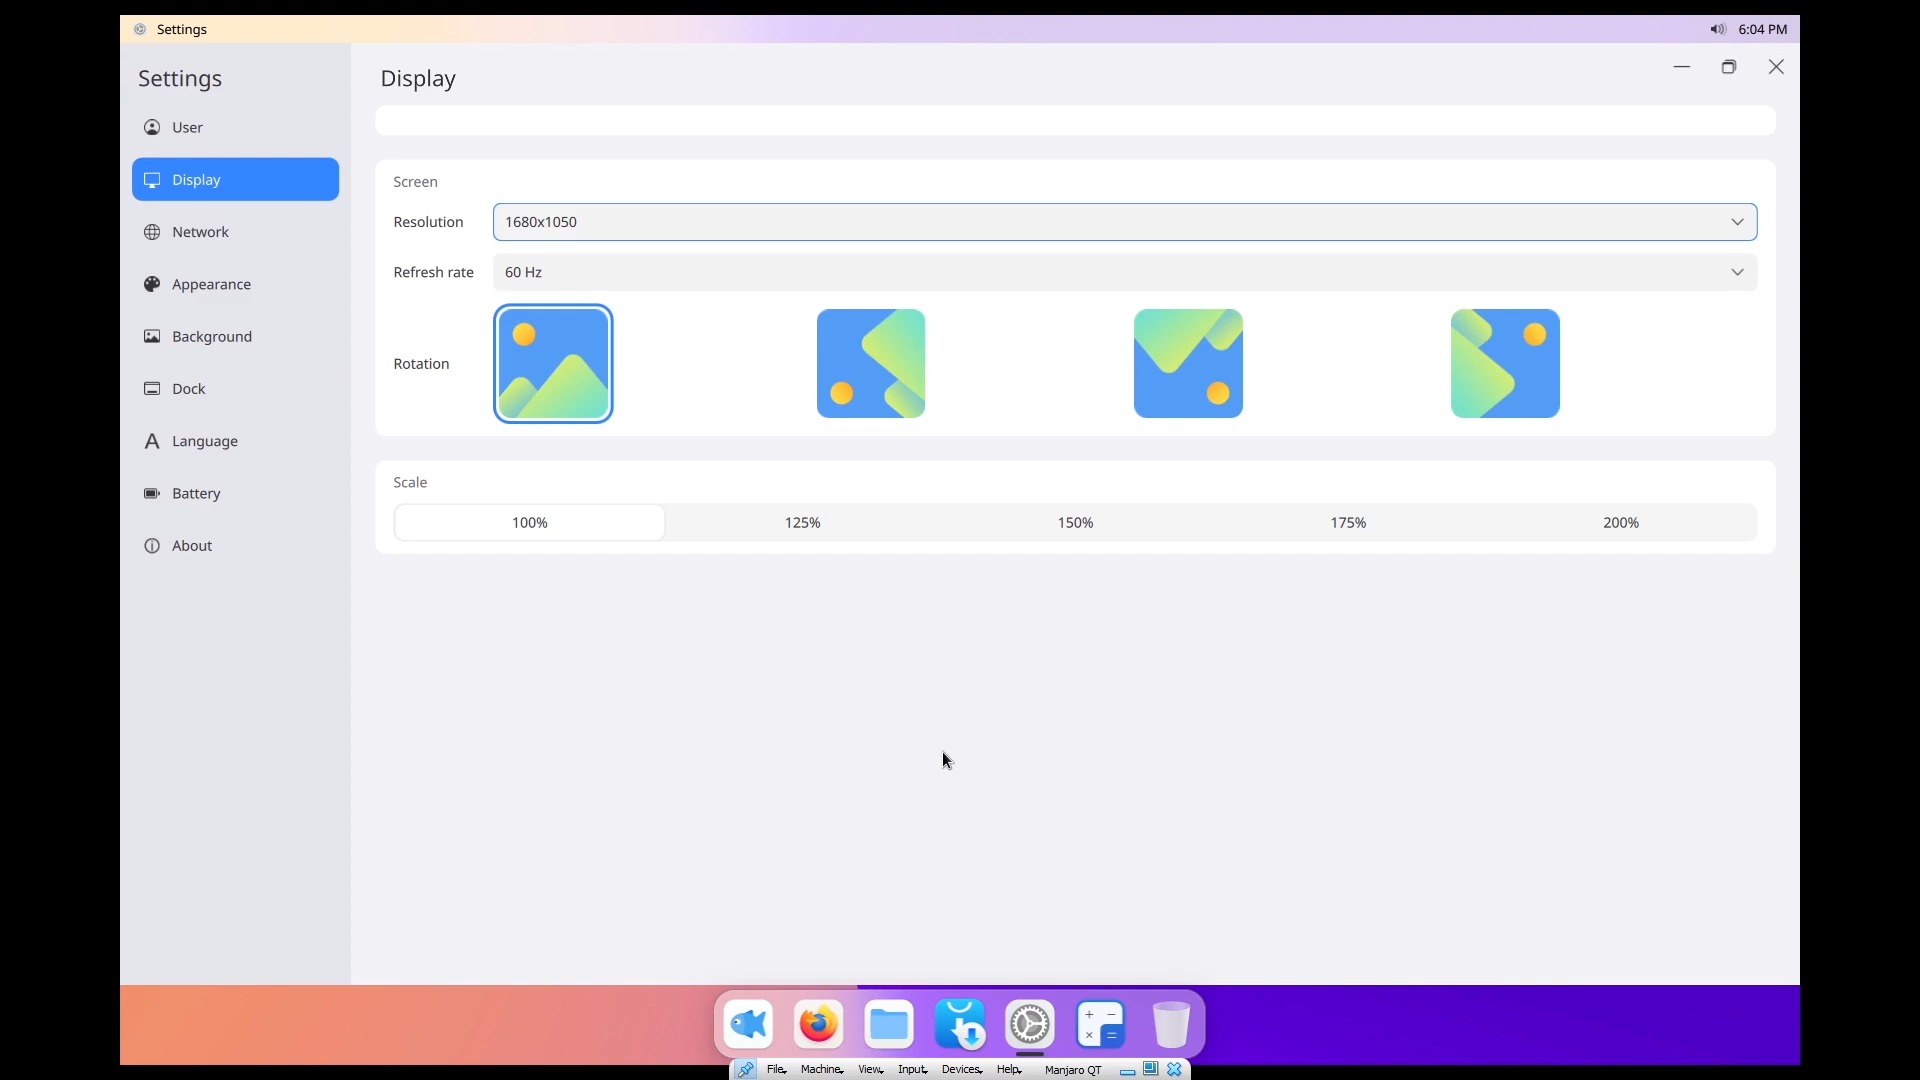 Settings
6:04 PM
Settings
Display
User
Display
Network
Appearance
Background
Dock
Language
Battery
About
Screen
Resolution
1680x1050
Refresh rate
60 Hz
Rotation
Scale
100%
125%
150%
175%
200%
File
Machine
View
Input
Devices
Help
Manjaro QT